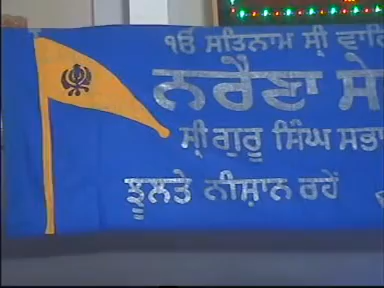 ੴ ਸਤਿਨਾਮ ਸ੍ਰੀ
ਨਰੈਣਾ
ਸ੍ਰੀ ਗੁਰੂ ਸਿੰਘ ਸਭਾ
ਝੂਲਤੇ ਨੀਸ਼ਾਨ ਰਹੇਂ